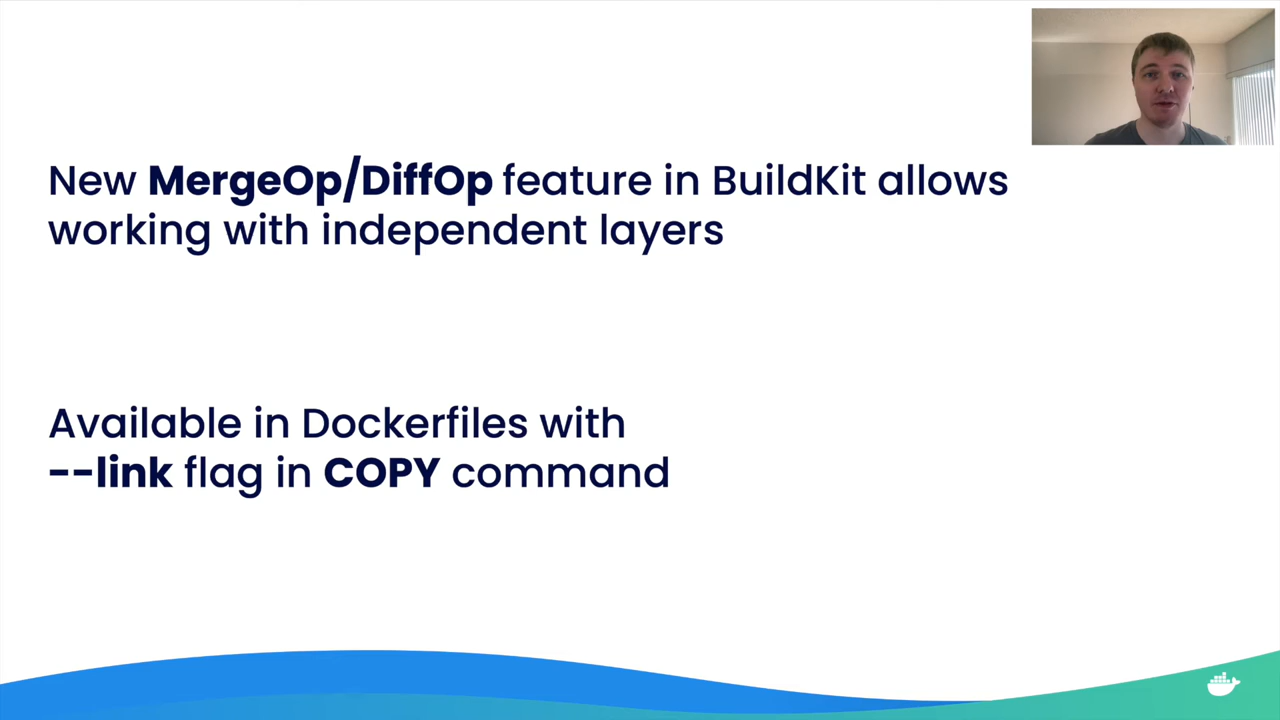 New MergeOp/DiffOp feature in BuildKit allows
working with independent layers
Available in Dockerfiles with
--link flag in COPY command